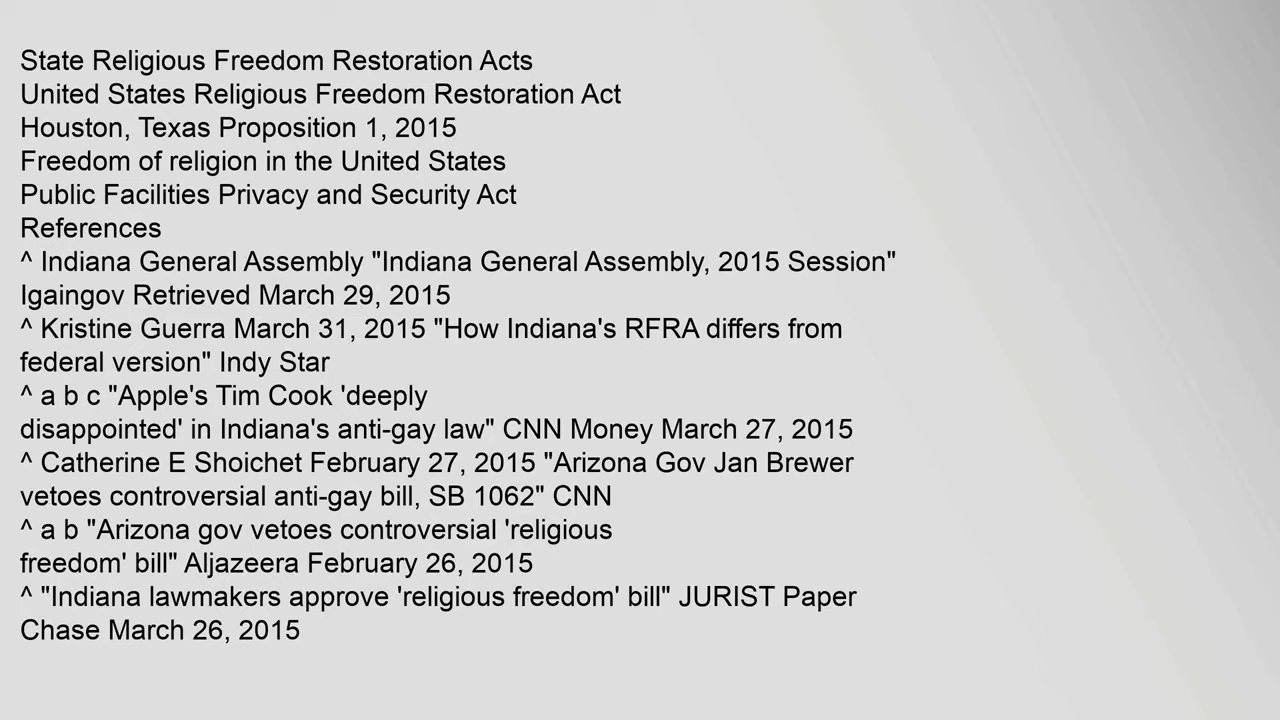 State Religious Freedom Restoration Acts
United States Religious Freedom Restoration Act
Houston, Texas Proposition 1, 2015
Freedom of religion in the United States
Public Facilities Privacy and Security Act
References
^ Indiana General Assembly "Indiana General Assembly, 2015 Session"
Igaingov Retrieved March 29, 2015
^ Kristine Guerra March 31, 2015 "How Indiana's RFRA differs from
federal version" Indy Star
^ a b c "Apple's Tim Cook 'deeply
disappointed' in Indiana's anti-gay law" CNN Money March 27, 2015
^ Catherine E Shoichet February 27, 2015 "Arizona Gov Jan Brewer
vetoes controversial anti-gay bill, SB 1062" CNN
^ a b "Arizona gov vetoes controversial 'religious
freedom' bill" Aljazeera February 26, 2015
^ "Indiana lawmakers approve 'religious freedom' bill" JURIST Paper
Chase March 26, 2015